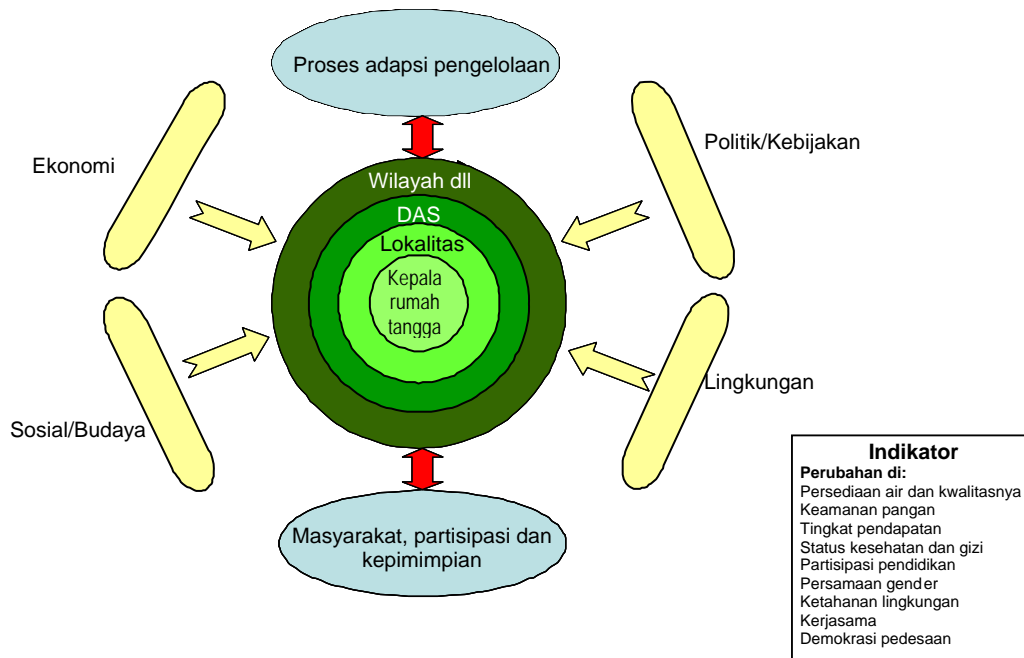 Proses adapsi pengelolaan
Ekonomi
Politik/Kebijakan
Wilayah dll
DAS
Lokalitas
Kepala
rumah
tangga
Sosial/Budaya
Lingkungan
Masyarakat, partisipasi dan
kepimimpian
Indikator
Perubahan di:
Persediaan air dan kwalitasnya
Keamanan pangan
Tingkat pendapatan
Status kesehatan dan gizi
Partisipasi pendidikan
Persamaan gender
Ketahanan lingkungan
Kerjasama
Demokrasi pedesaan